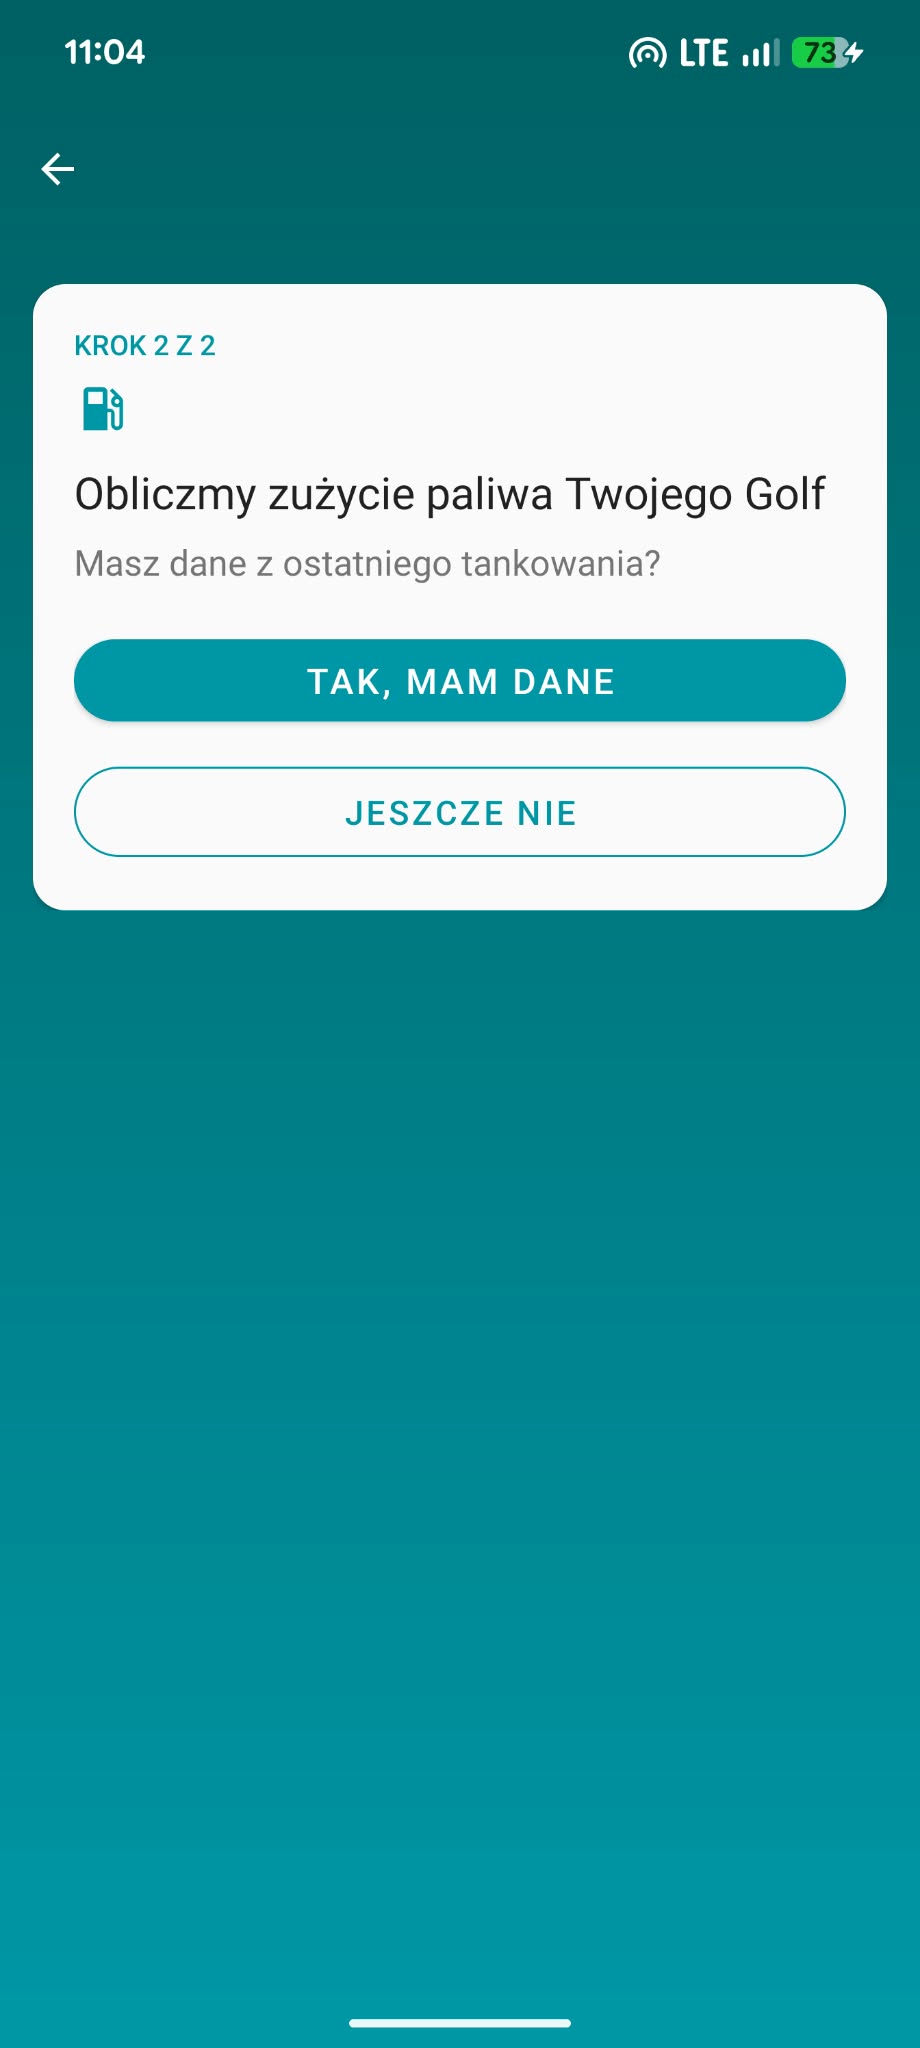 11:04 LTE 73
KROK 2 Z 2
Obliczmy zużycie paliwa Twojego Golf
Masz dane z ostatniego tankowania?
TAK, MAM DANE
JESZCZE NIE